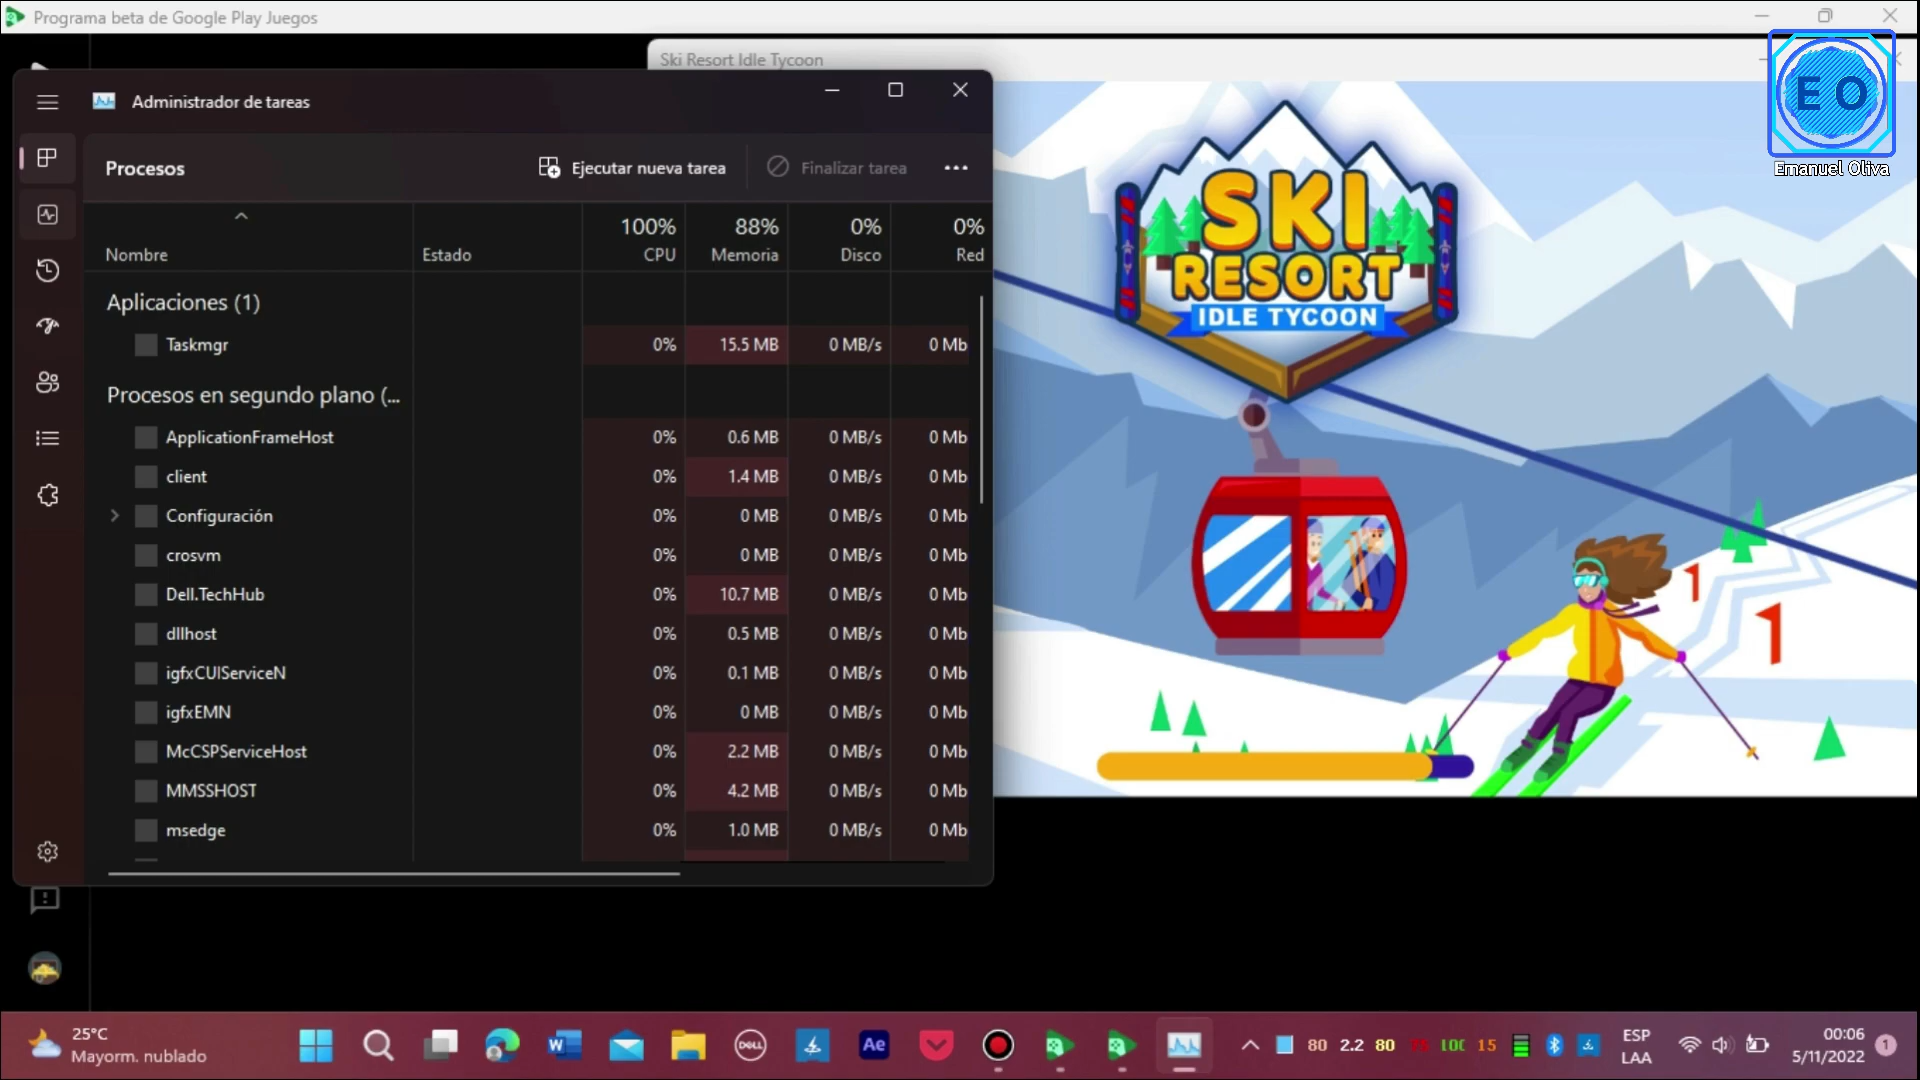 Programa beta de Google Play Juegos
Ski Resort Idle Tycoon
EO
Emanuel Oliva
Administrador de tareas
Procesos
Ejecutar nueva tarea
Finalizar tarea
100% 88% 0% 0%
Nombre Estado CPU Memoria Disco Red
Aplicaciones (1)
Taskmgr 0% 15.5 MB 0 MB/s 0 Mb
Procesos en segundo plano (...
ApplicationFrameHost 0% 0.6 MB 0 MB/s 0 Mb
client 0% 1.4 MB 0 MB/s 0 Mb
Configuración 0% 0 MB 0 MB/s 0 Mb
crosvm 0% 0 MB 0 MB/s 0 Mb
Dell.TechHub 0% 10.7 MB 0 MB/s 0 Mb
dllhost 0% 0.5 MB 0 MB/s 0 Mb
igfxCUIServiceN 0% 0.1 MB 0 MB/s 0 Mb
igfxEMN 0% 0 MB 0 MB/s 0 Mb
McCSPServiceHost 0% 2.2 MB 0 MB/s 0 Mb
MMSSHOST 0% 4.2 MB 0 MB/s 0 Mb
msedge 0% 1.0 MB 0 MB/s 0 Mb
SKI
RESORT
IDLE TYCOON
25°C
Mayorm. nublado
W
DELL
Ae
80 2.2 80 100 15
ESP
LAA
00:06
5/11/2022
1